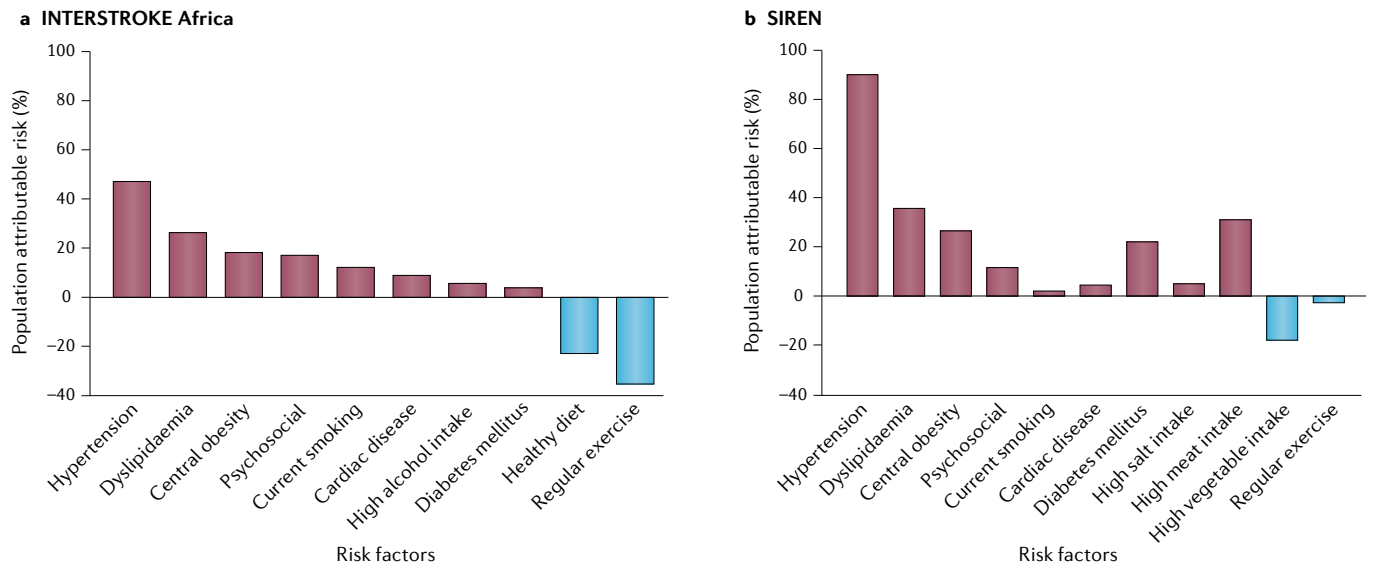 a INTERSTROKE Africa
Population attributable risk (%)
100
80
60
40
20
0
–20
–40
Hypertension
Dyslipidaemia
Central obesity
Psychosocial
Current smoking
Cardiac disease
High alcohol intake
Diabetes mellitus
Healthy diet
Regular exercise
Risk factors
b SIREN
Population attributable risk (%)
100
80
60
40
20
0
–20
–40
Hypertension
Dyslipidaemia
Central obesity
Psychosocial
Current smoking
Cardiac disease
Diabetes mellitus
High salt intake
High meat intake
High vegetable intake
Regular exercise
Risk factors